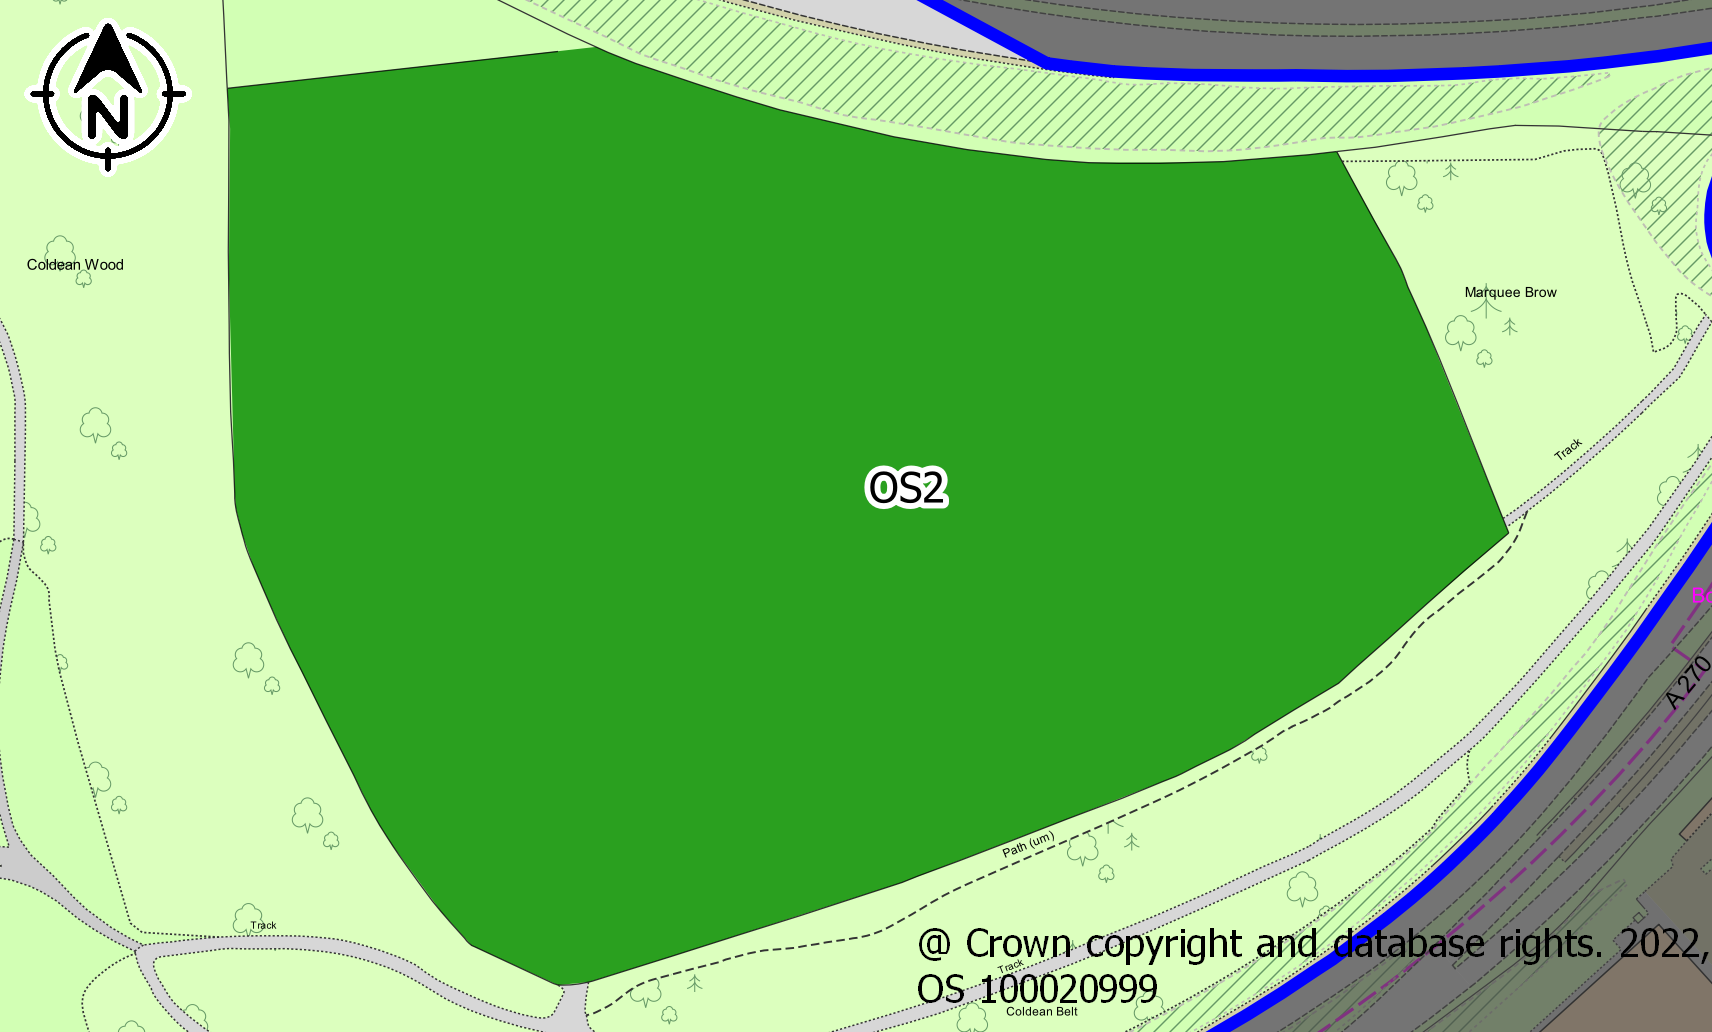 N
Coldean Wood
Marquee Brow
Track
OS2
A 270
Path (um)
Track
@ Crown copyright and database rights. 2022,
Track
OS 100020999
Coldean Belt